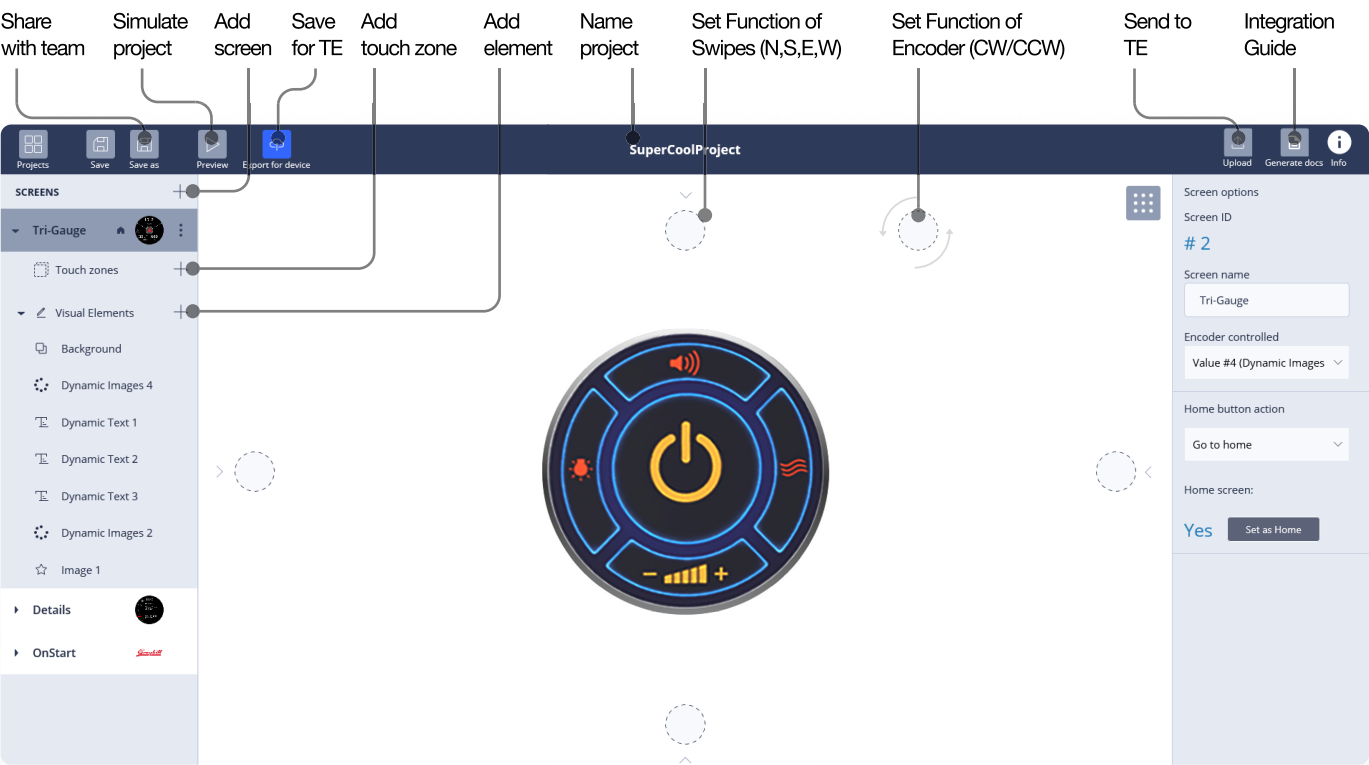 Share
with team
Simulate
project
Add
screen
Save
for TE
Add
touch zone
Add
element
Name
project
Set Function of
Swipes (N,S,E,W)
Set Function of
Encoder (CW/CCW)
Send to
TE
Integration
Guide
Projects
Save
Save as
Preview
Export for device
SuperCoolProject
Upload
Generate docs
Info
SCREENS
Tri-Gauge
Touch zones
Visual Elements
Background
Dynamic Images 4
Dynamic Text 1
Dynamic Text 2
Dynamic Text 3
Dynamic Images 2
Image 1
Details
OnStart
Screen options
Screen ID
# 2
Screen name
Tri-Gauge
Encoder controlled
Value #4 (Dynamic Images
Home button action
Go to home
Home screen:
Yes
Set as Home